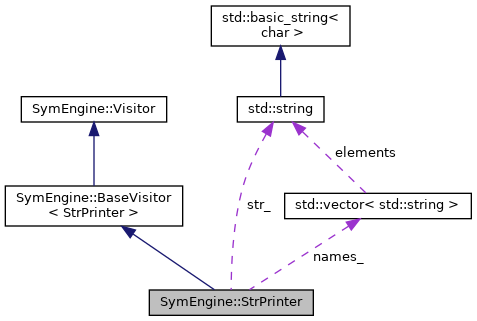 std::basic_string<
char >
SymEngine::Visitor
std::string
elements
SymEngine::BaseVisitor
< StrPrinter >
str_
std::vector< std::string >
names_
SymEngine::StrPrinter